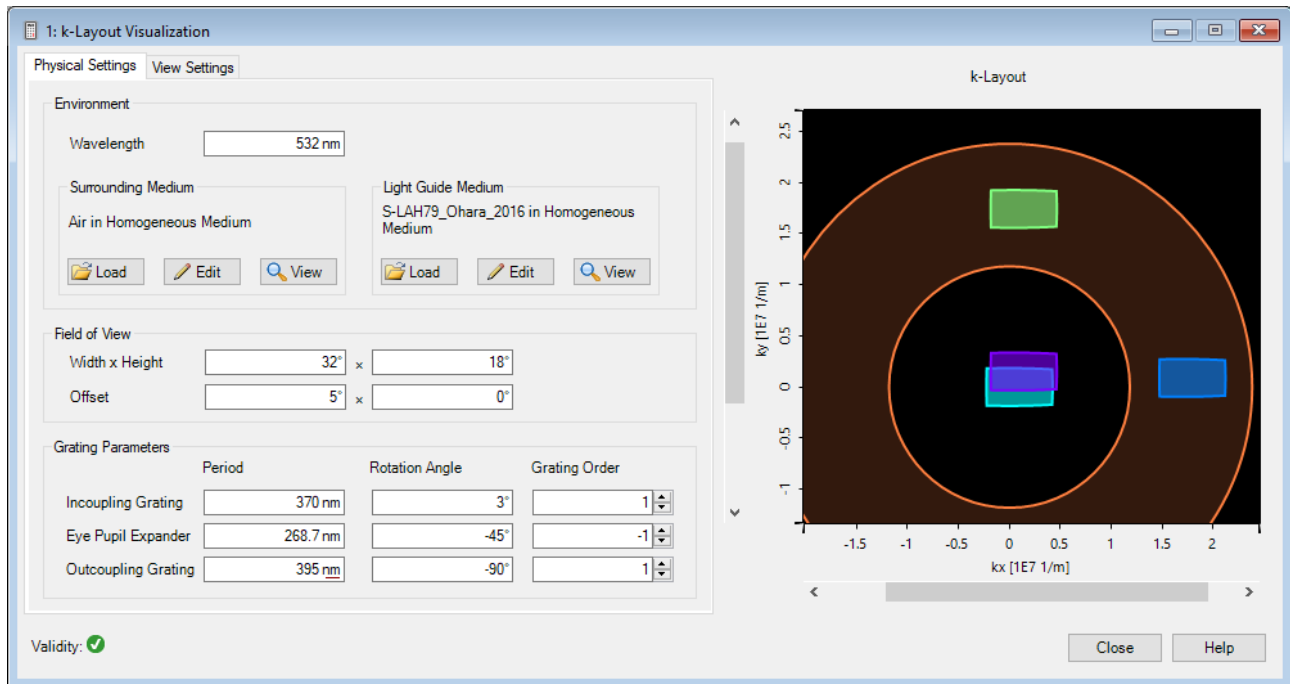 1: k-Layout Visualization
Physical Settings View Settings
Environment
Wavelength 532 nm
Surrounding Medium
Air in Homogeneous Medium
Load Edit View
Light Guide Medium
S-LAH79_Ohara_2016 in Homogeneous
Medium
Load Edit View
Field of View
Width x Height 32° × 18°
Offset 5° × 0°
Grating Parameters
Period Rotation Angle Grating Order
Incoupling Grating 370 nm 3° 1
Eye Pupil Expander 268.7 nm -45° -1
Outcoupling Grating 395 nm -90° 1
Validity:
k-Layout
ky [1E7 1/m]
2.5
2
1.5
1
0.5
0
-0.5
-1
-1.5 -1 -0.5 0 0.5 1 1.5 2
kx [1E7 1/m]
Close Help